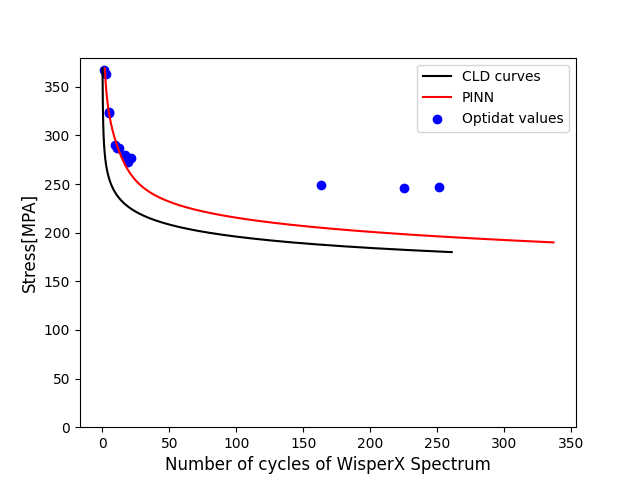 CLD curves
PINN
Optidat values
Stress[MPA]
350
300
250
200
150
100
50
0
0 50 100 150 200 250 300 350
Number of cycles of WisperX Spectrum